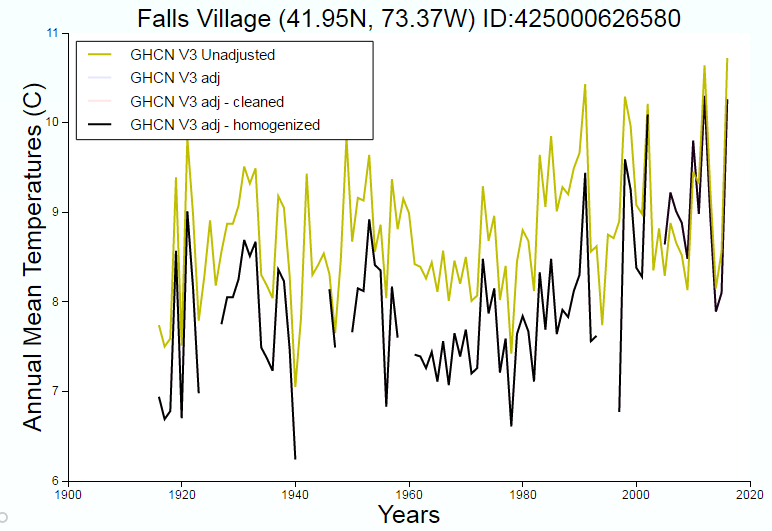 Falls Village (41.95N, 73.37W) ID:425000626580
11
10
9
8
7
6
Annual Mean Temperatures (C)
GHCN V3 Unadjusted
GHCN V3 adj
GHCN V3 adj - cleaned
GHCN V3 adj - homogenized
1900
1920
1940
1960
1980
2000
2020
Years